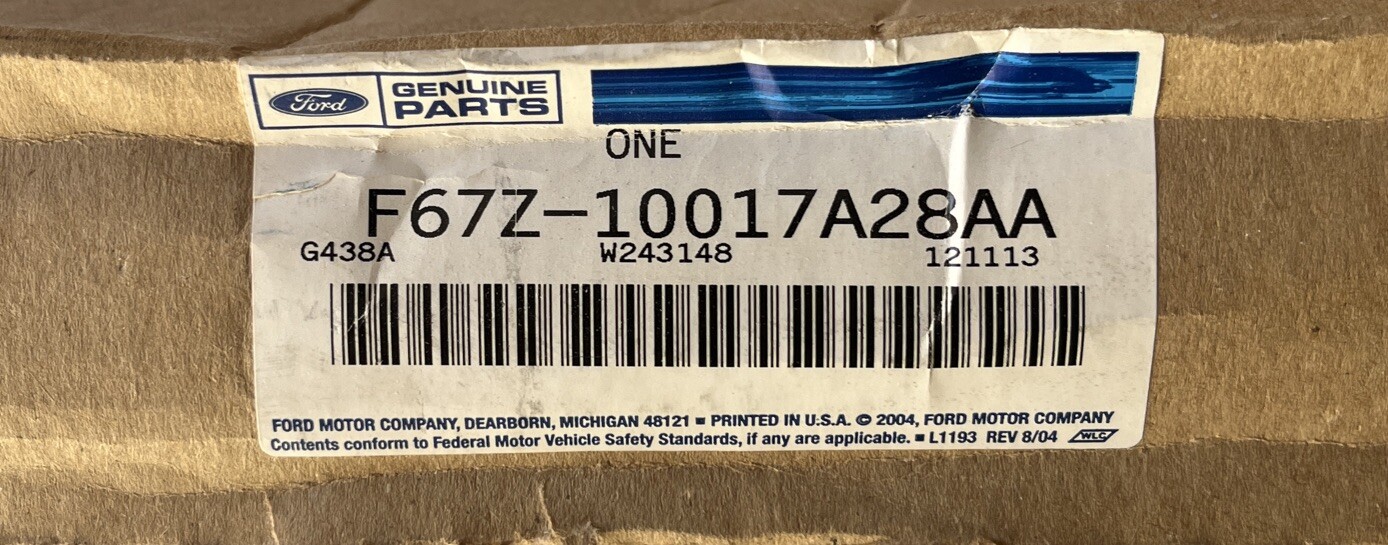 Ford GENUINE
PARTS
ONE
F67Z-10017A28AA
G438A W243148 121113
FORD MOTOR COMPANY, DEARBORN, MICHIGAN 48121 ■ PRINTED IN U.S.A. © 2004, FORD MOTOR COMPANY
Contents conform to Federal Motor Vehicle Safety Standards, if any are applicable. ■ L1193 REV 8/04 WLC